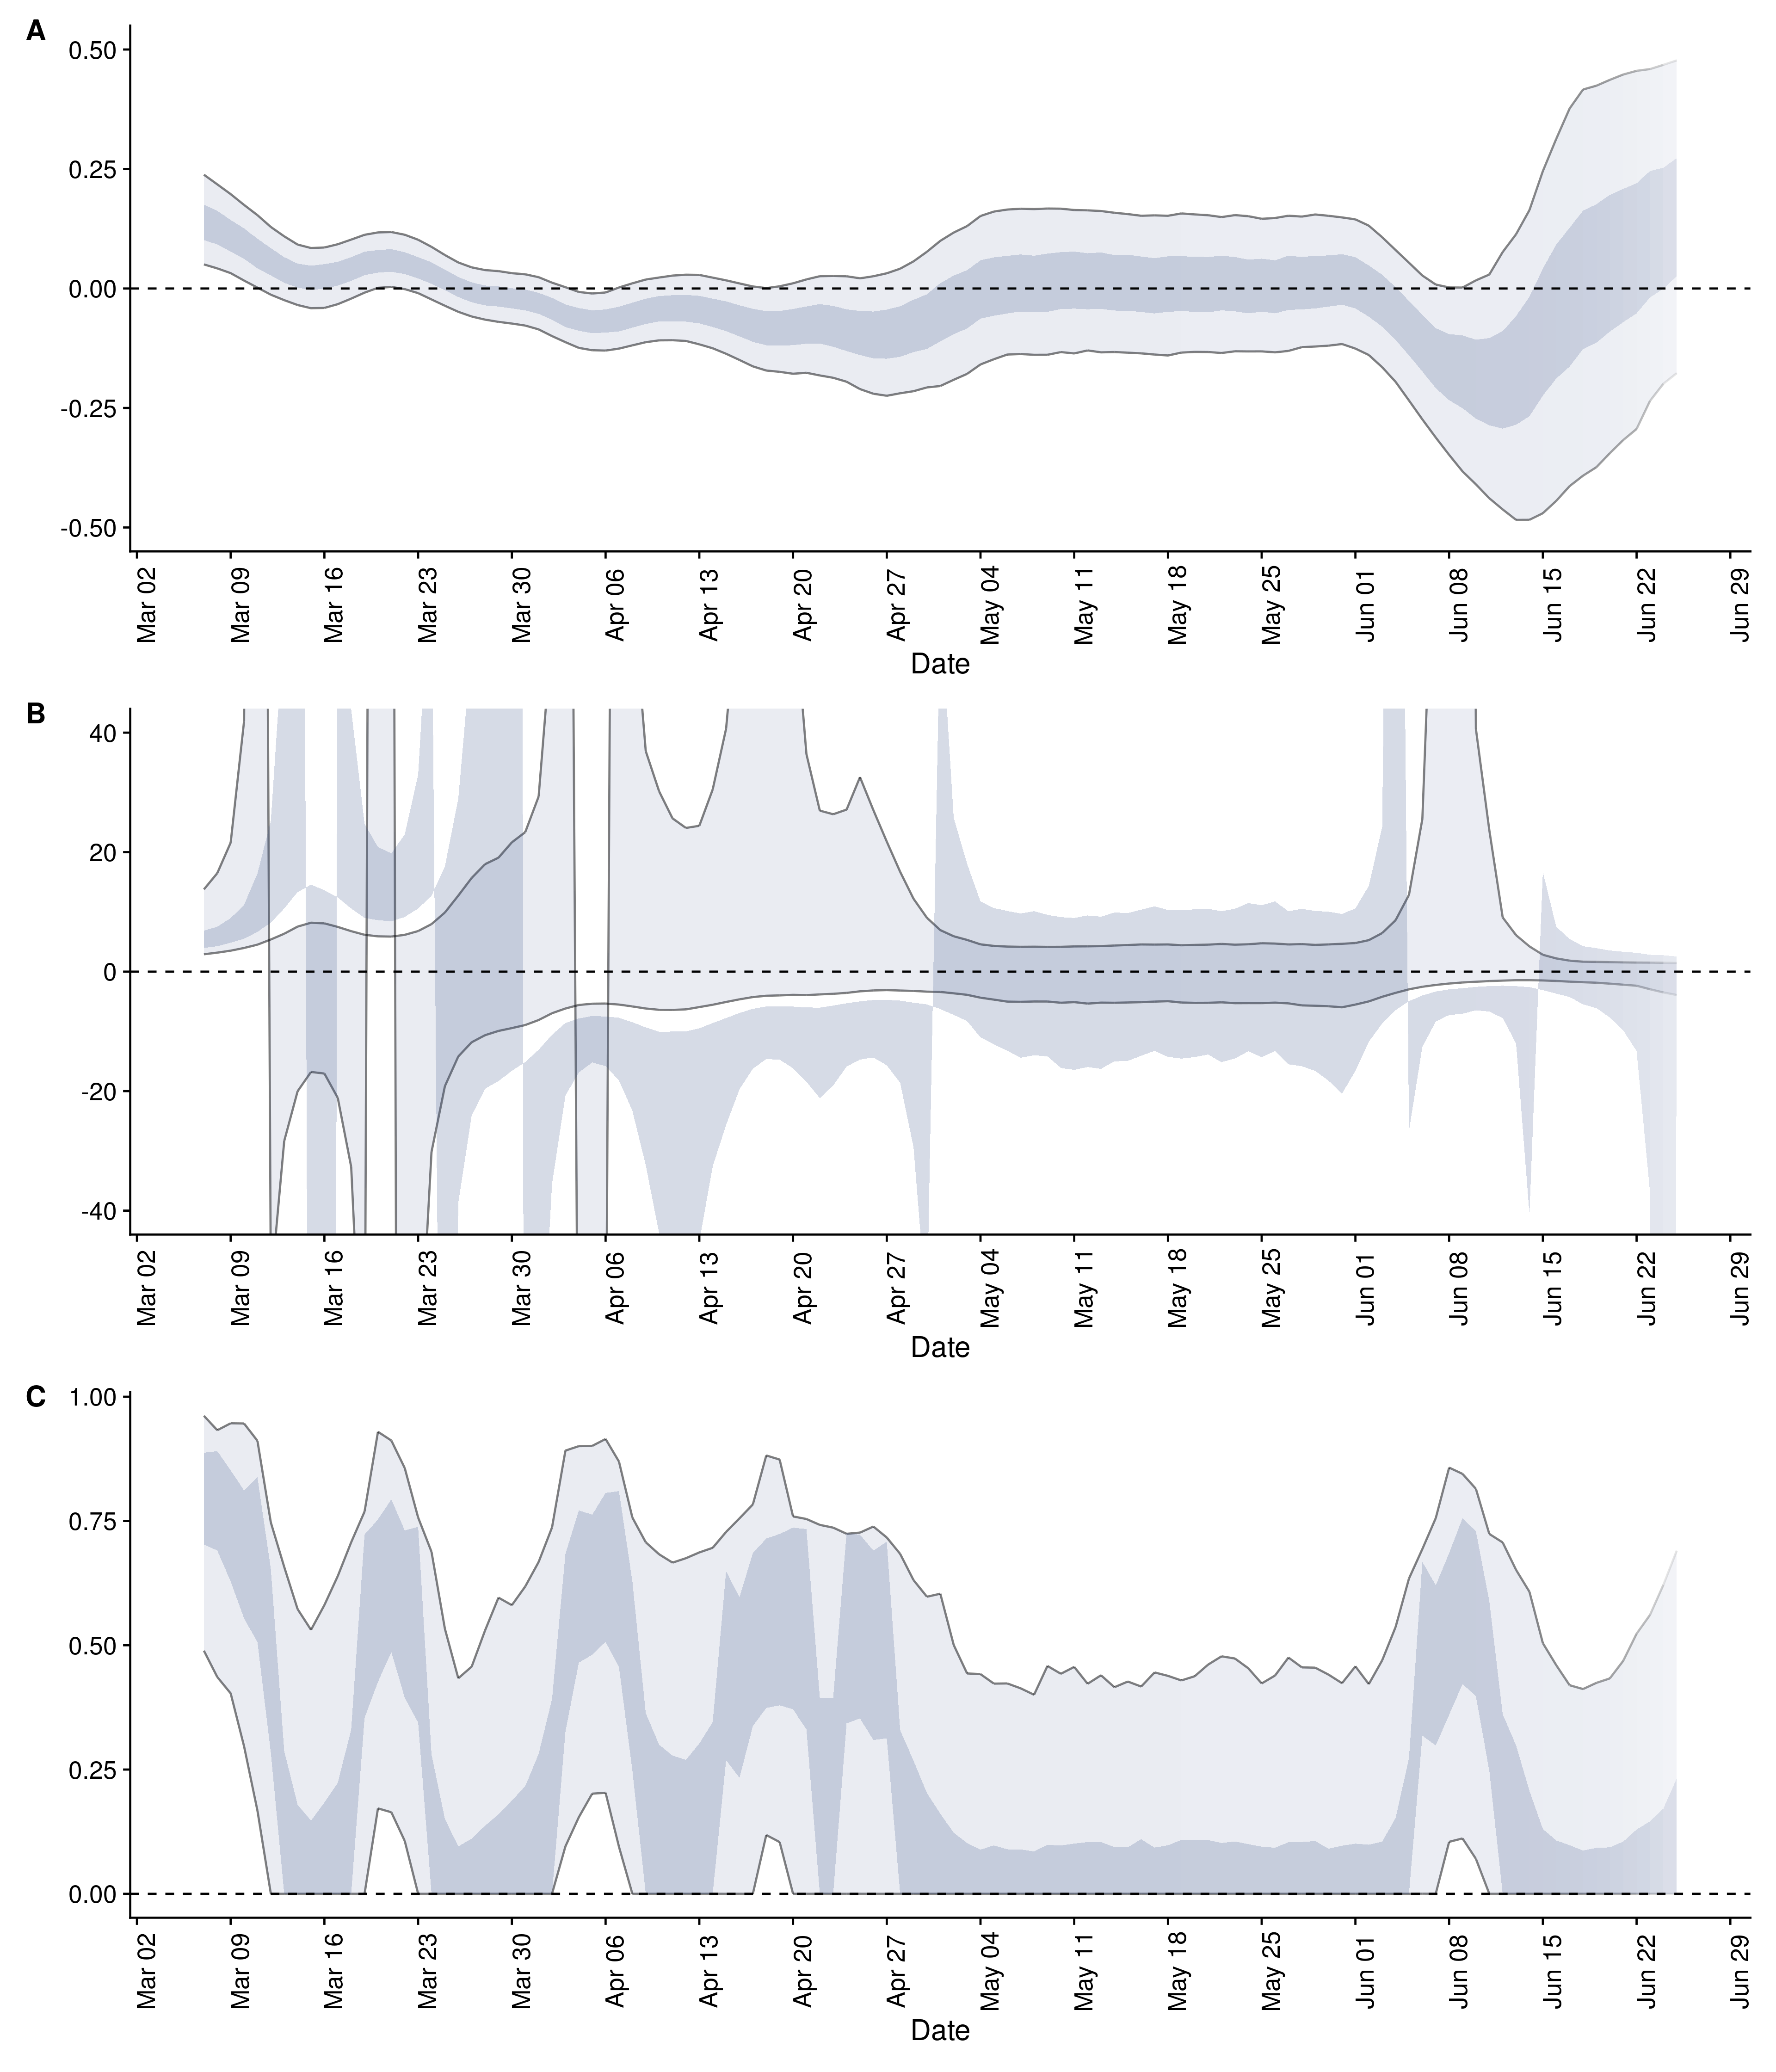 A
0.50
0.25
0.00
-0.25
-0.50
Mar 02
Mar 09
Mar 16
Mar 23
Mar 30
Apr 06
Apr 13
Apr 20
Apr 27
May 04
May 11
May 18
May 25
Jun 01
Jun 08
Jun 15
Jun 22
Jun 29
Date
B
40
20
0
-20
-40
Mar 02
Mar 09
Mar 16
Mar 23
Mar 30
Apr 06
Apr 13
Apr 20
Apr 27
May 04
May 11
May 18
May 25
Jun 01
Jun 08
Jun 15
Jun 22
Jun 29
Date
C
1.00
0.75
0.50
0.25
0.00
Mar 02
Mar 09
Mar 16
Mar 23
Mar 30
Apr 06
Apr 13
Apr 20
Apr 27
May 04
May 11
May 18
May 25
Jun 01
Jun 08
Jun 15
Jun 22
Jun 29
Date